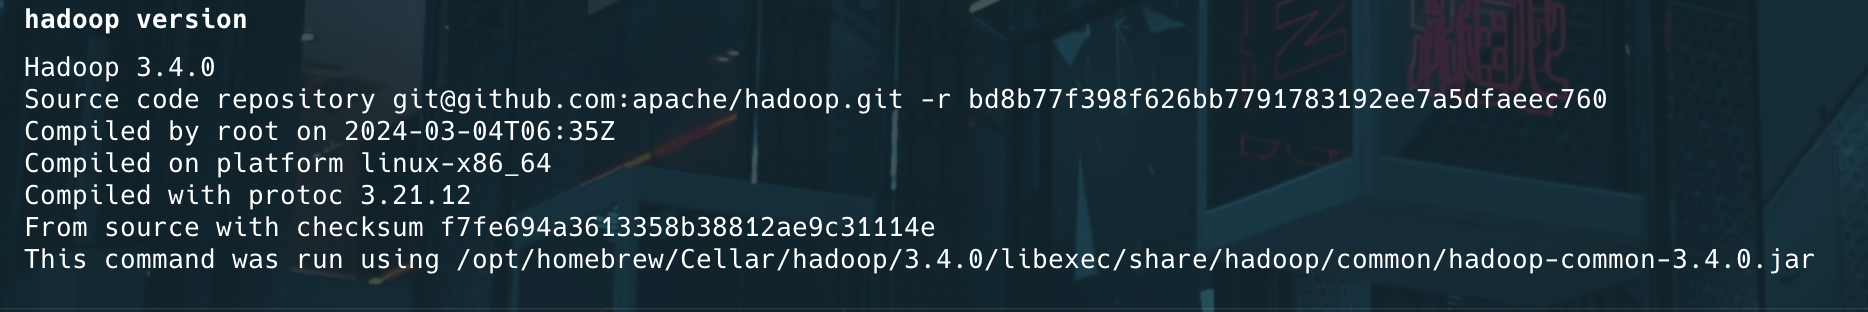 hadoop version
Hadoop 3.4.0
Source code repository git@github.com:apache/hadoop.git -r bd8b77f398f626bb7791783192ee7a5dfaeec760
Compiled by root on 2024-03-04T06:35Z
Compiled on platform linux-x86_64
Compiled with protoc 3.21.12
From source with checksum f7fe694a3613358b38812ae9c31114e
This command was run using /opt/homebrew/Cellar/hadoop/3.4.0/libexec/share/hadoop/common/hadoop-common-3.4.0.jar